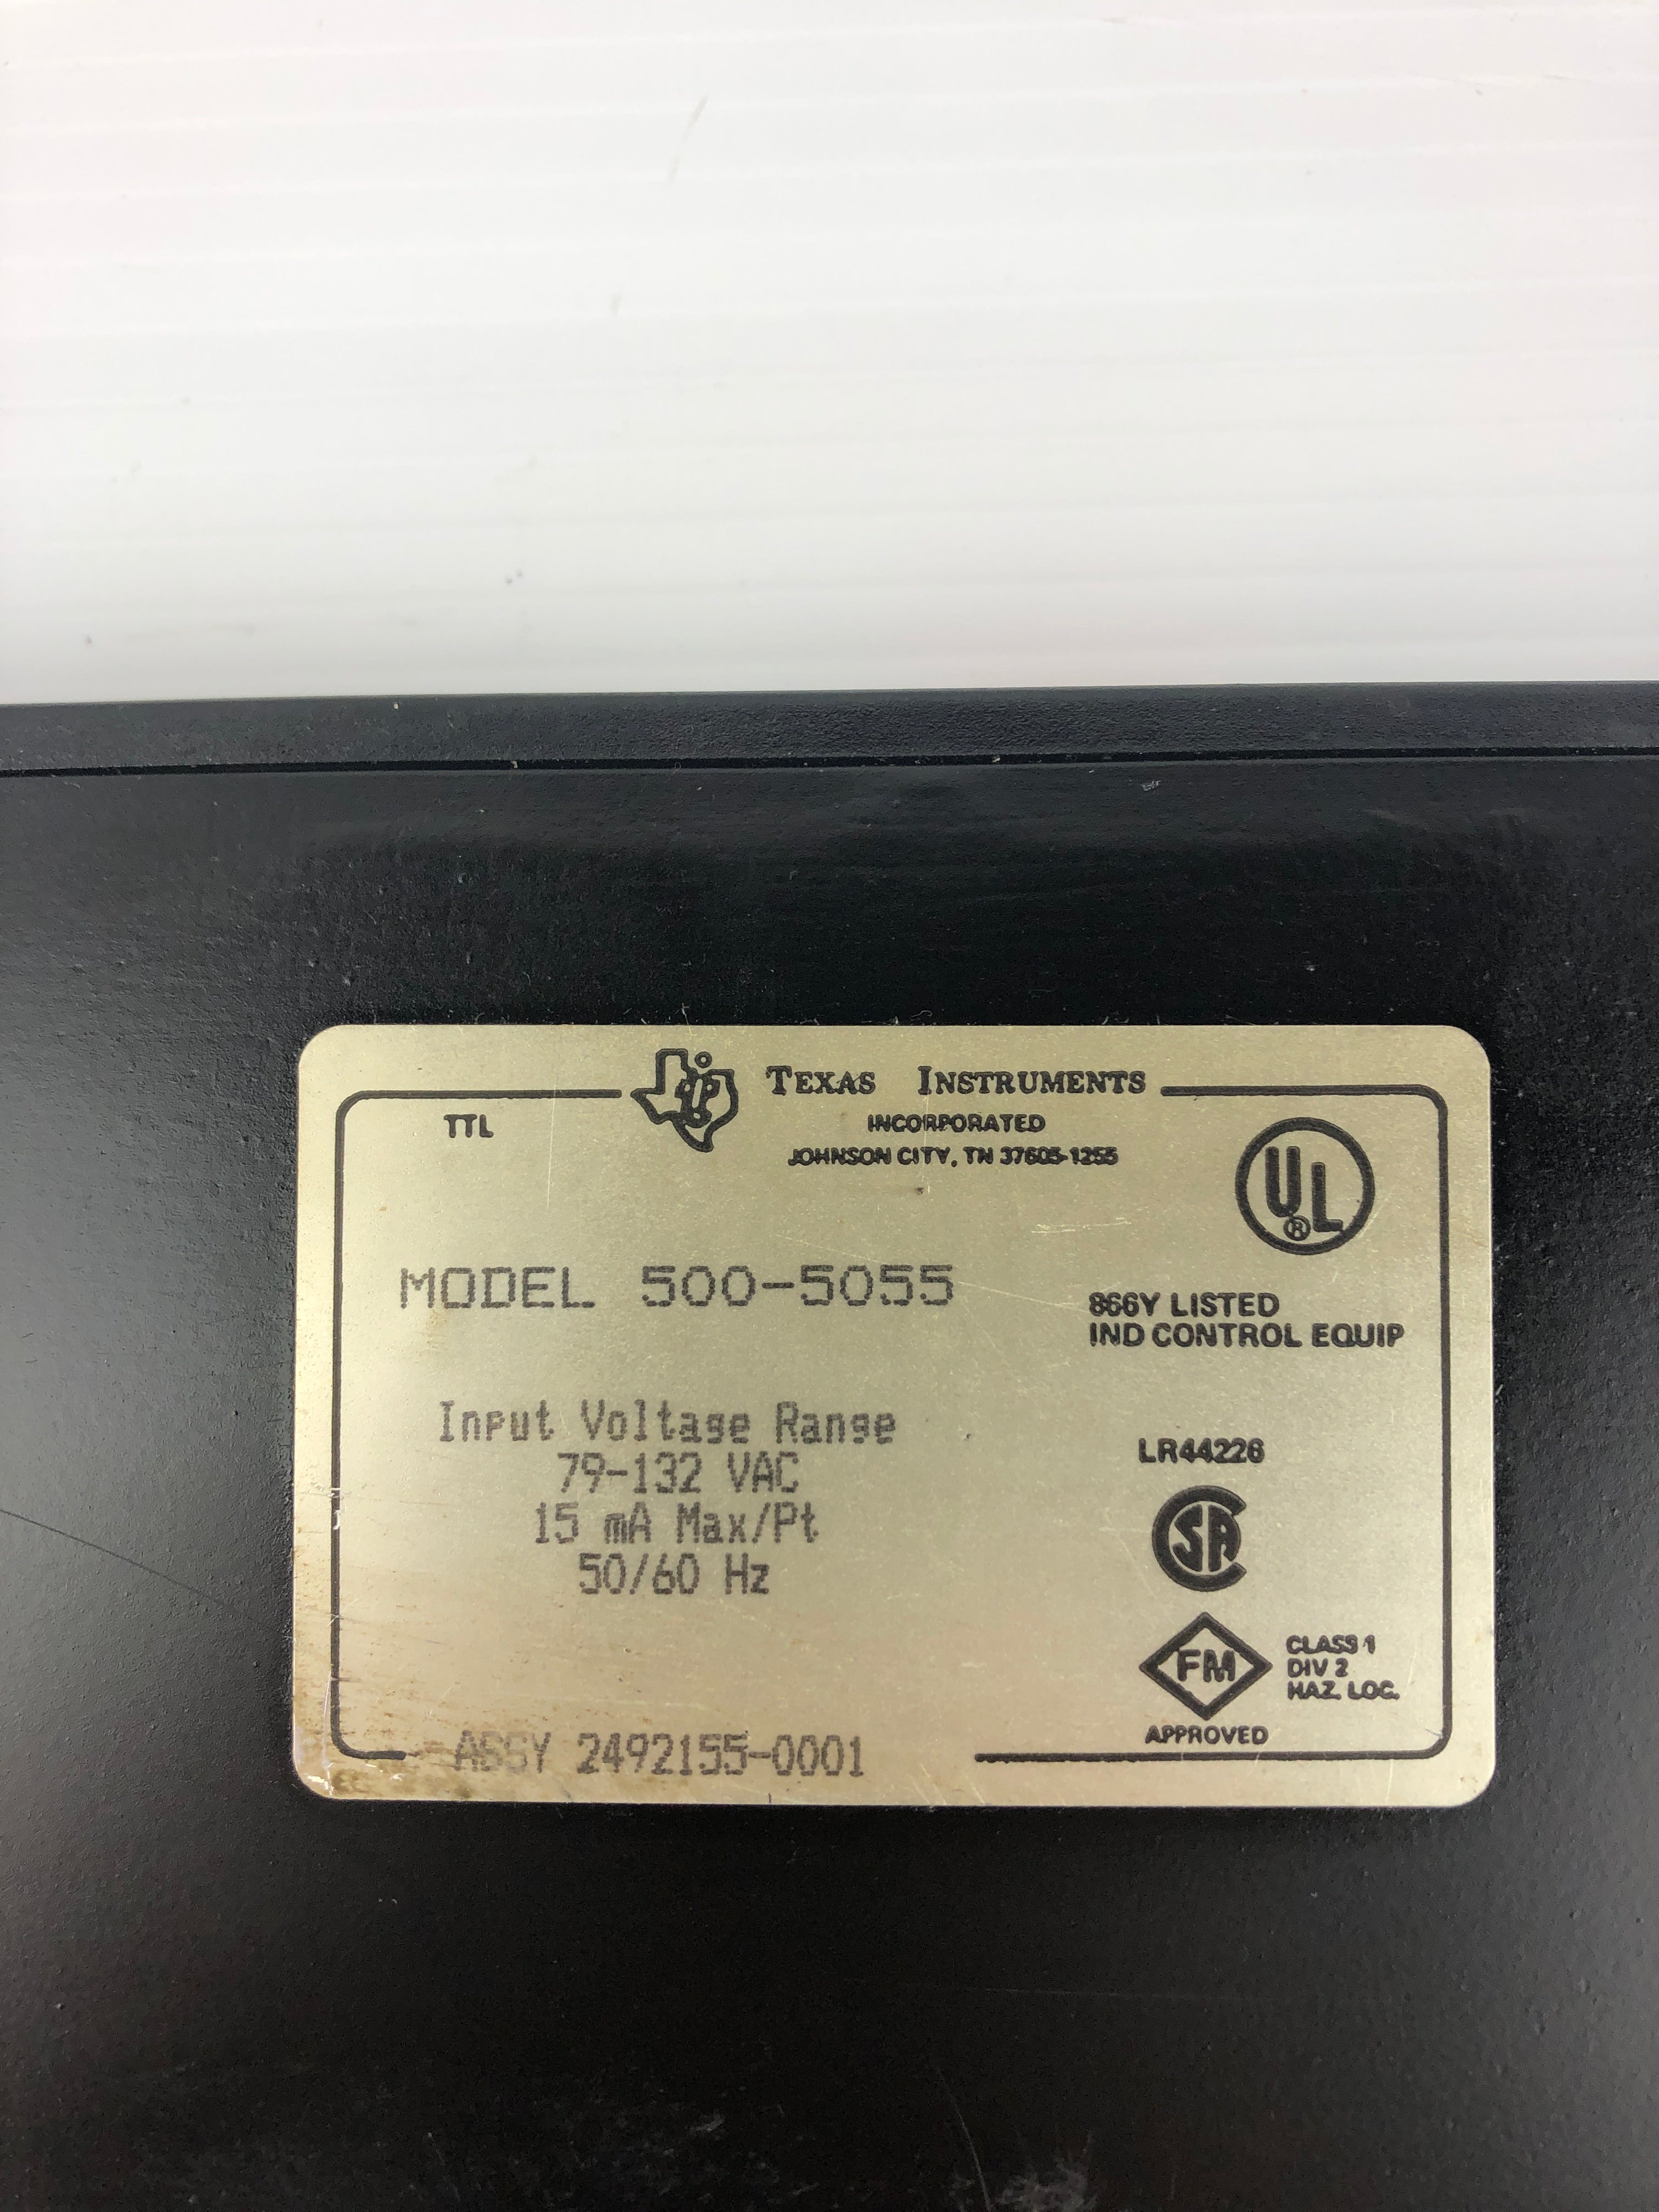 TEXAS INSTRUMENTS
INCORPORATED
JOHNSON CITY, TN 37605-1255
TTL
UL®
MODEL 500-5055
866Y LISTED
IND CONTROL EQUIP
Input Voltage Range
79-132 VAC
15 mA Max/Pt
50/60 Hz
LR44226
SA
FM
CLASS 1
DIV 2
HAZ. LOC.
APPROVED
ASSY 2492155-0001